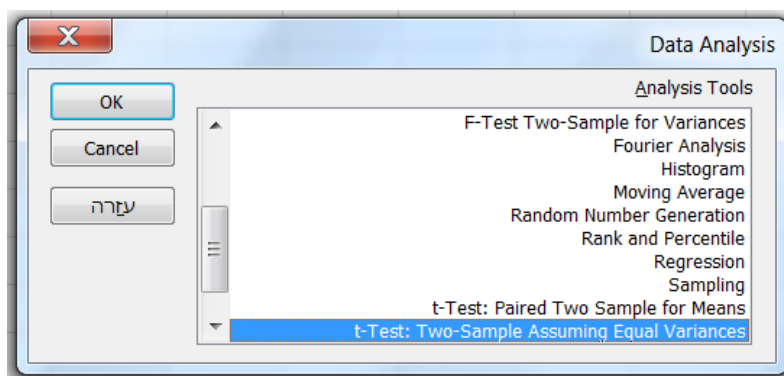 Data Analysis
Analysis Tools
F-Test Two-Sample for Variances
Fourier Analysis
Histogram
Moving Average
Random Number Generation
Rank and Percentile
Regression
Sampling
t-Test: Paired Two Sample for Means
t-Test: Two-Sample Assuming Equal Variances
OK
Cancel
עזרה